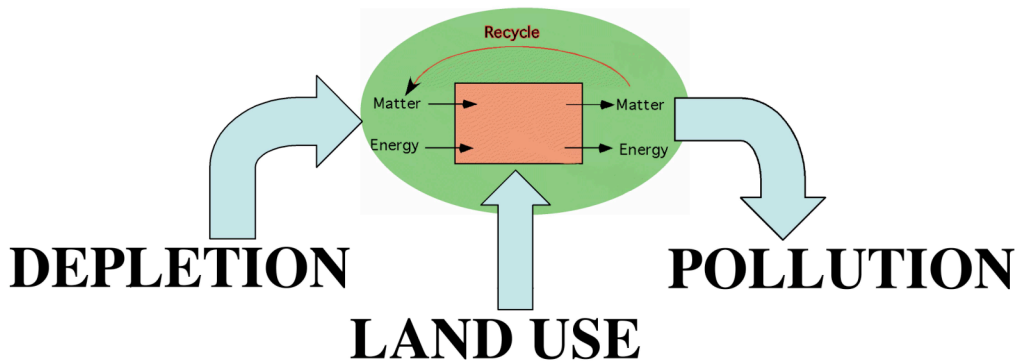 Recycle
Matter
Matter
Energy
Energy
DEPLETION
POLLUTION
LAND USE